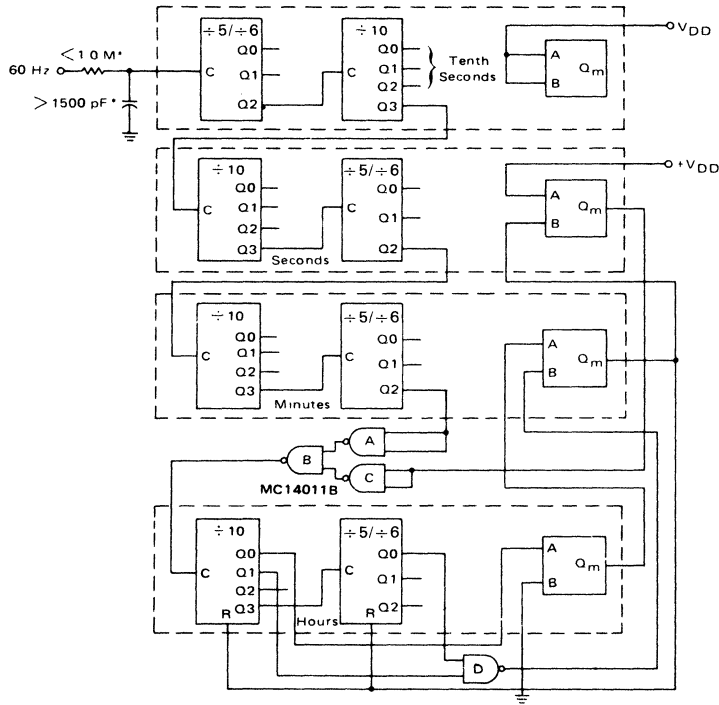 ÷5/÷6
÷10
V_DD
< 1.0 M*
60 Hz
C
Q0
Q1
Q2
C
Q0
Q1
Q2
Q3
Tenth
Seconds
A
B
Q_m
> 1500 pF*
÷10
÷5/÷6
+V_DD
C
Q0
Q1
Q2
Q3
C
Q0
Q1
Q2
A
B
Q_m
Seconds
÷10
÷5/÷6
C
Q0
Q1
Q2
Q3
C
Q0
Q1
Q2
A
B
Q_m
Minutes
A
B
C
MC14011B
÷10
÷5/÷6
C
Q0
Q1
Q2
Q3
R
C
Q0
Q1
Q2
R
A
B
Q_m
Hours
D